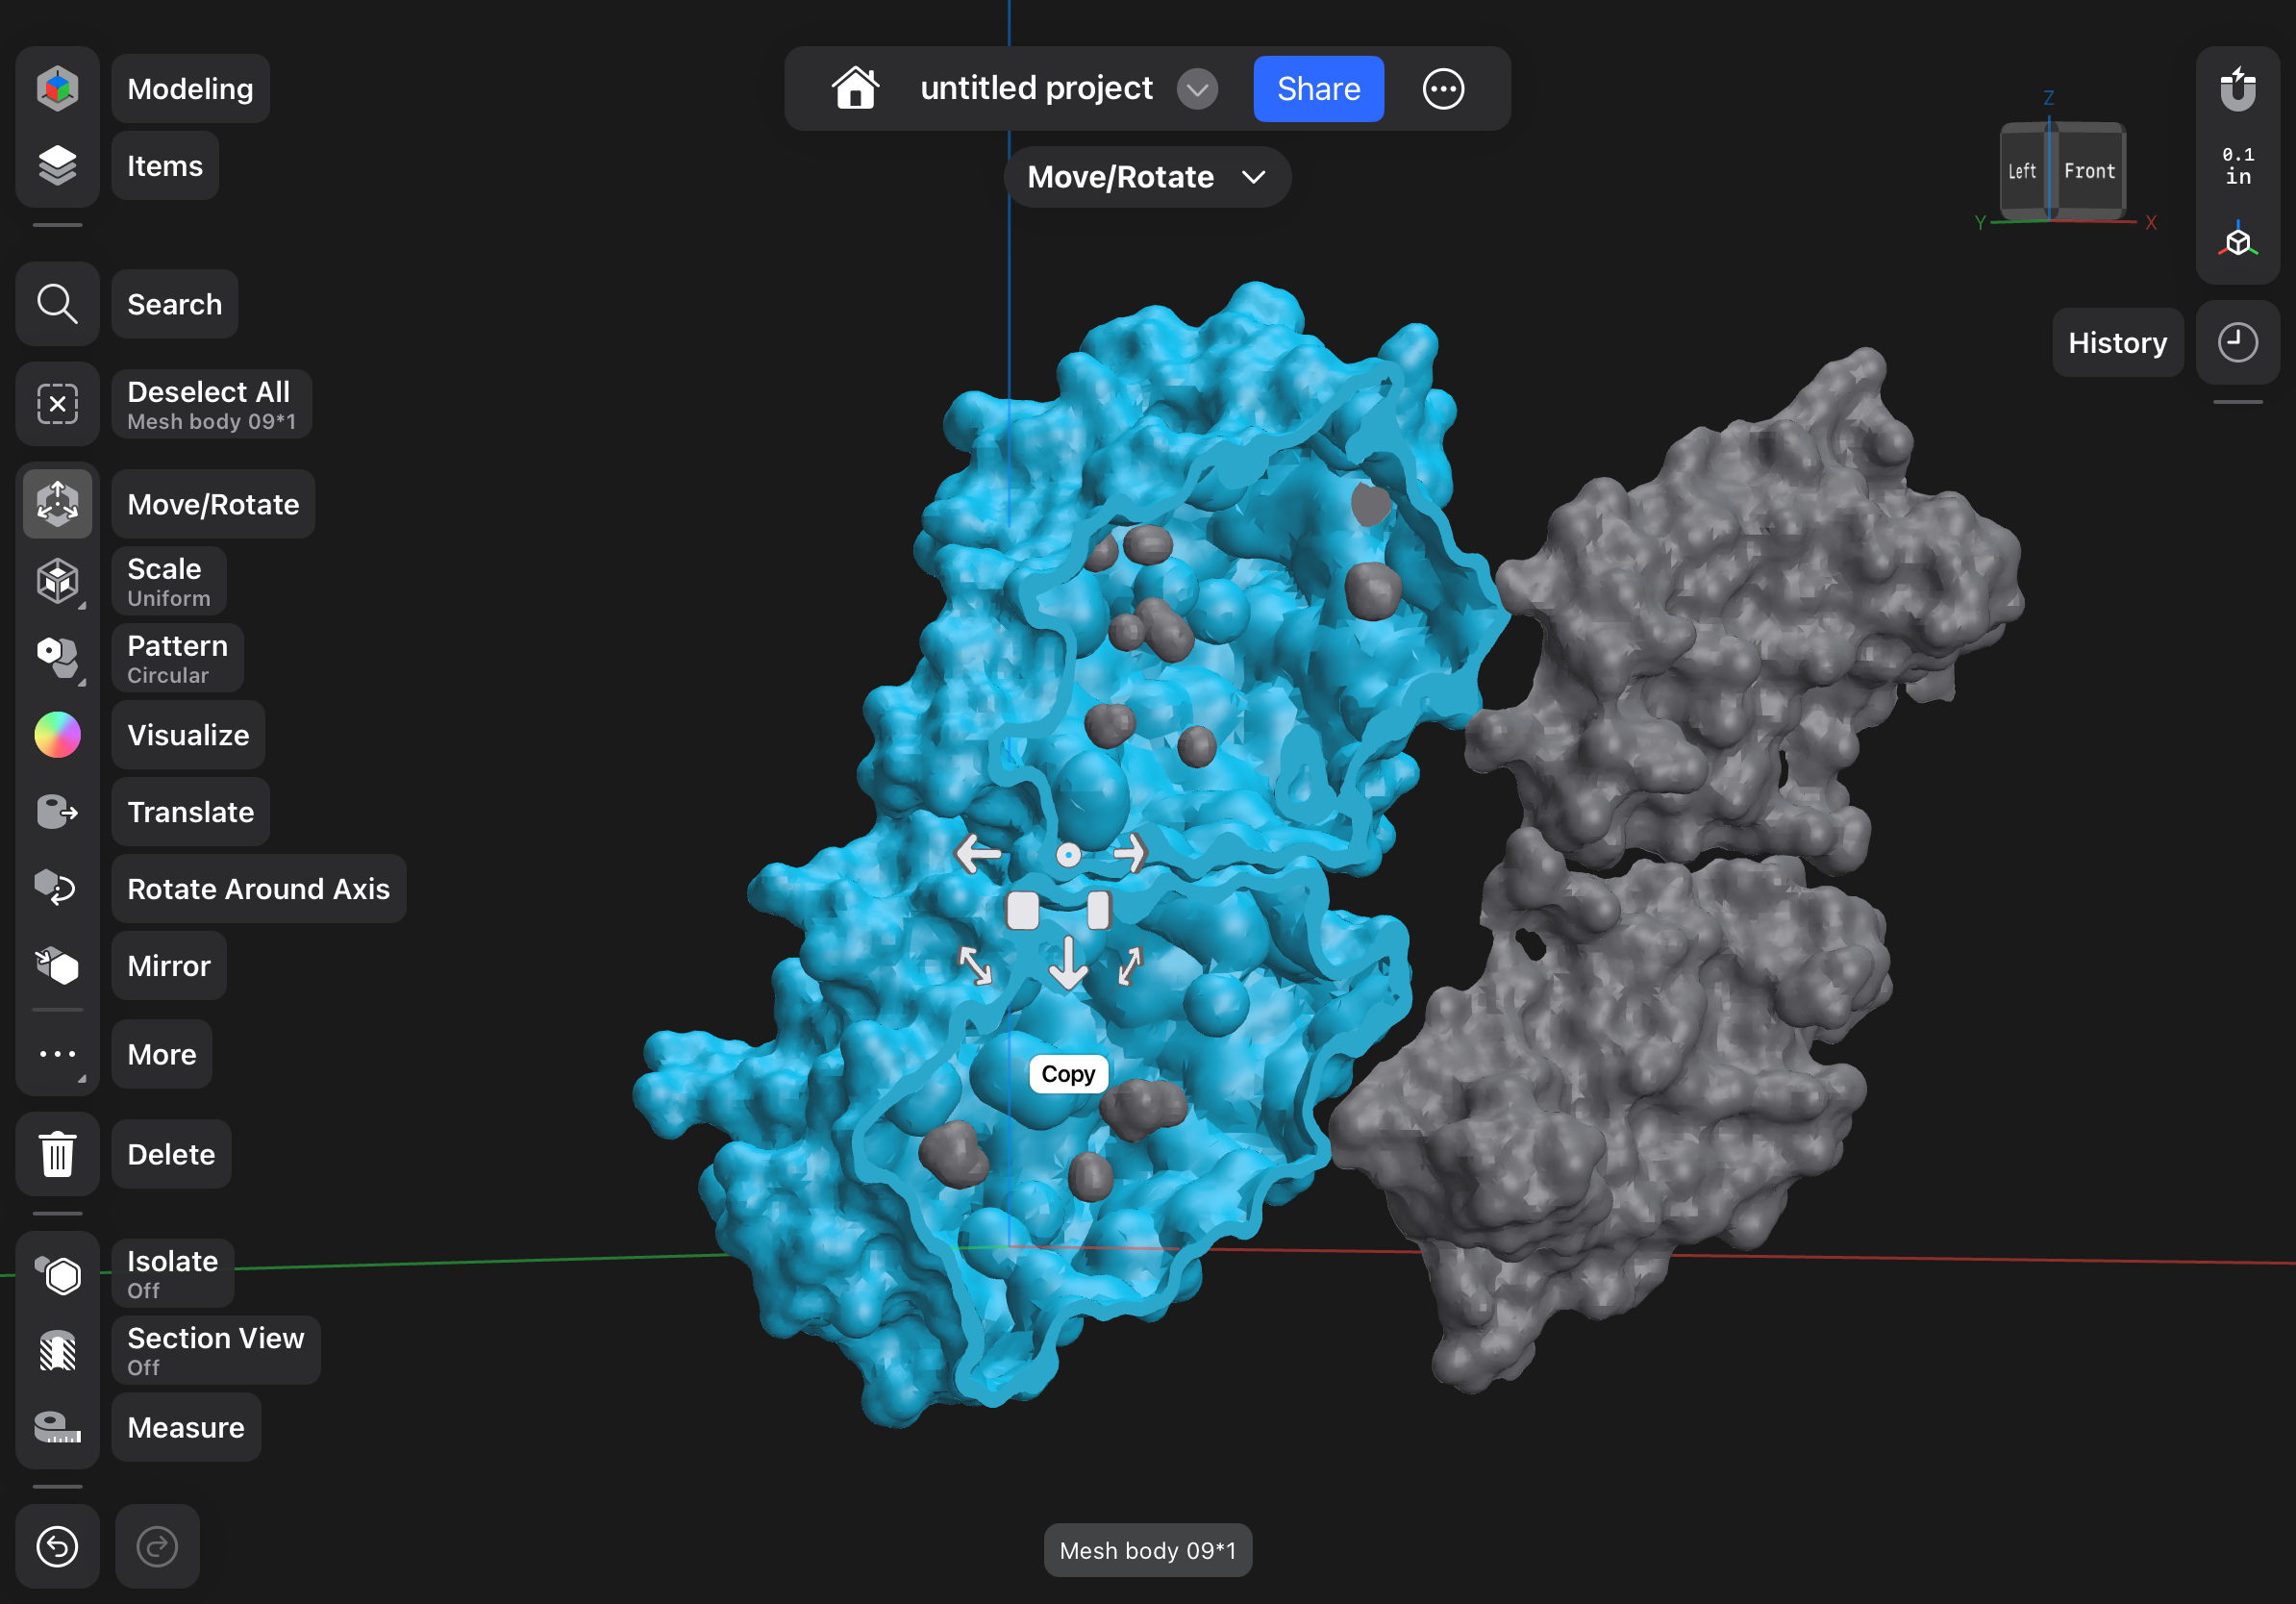 Modeling
Items
Search
Deselect All
Mesh body 09*1
Move/Rotate
Scale
Uniform
Pattern
Circular
Visualize
Translate
Rotate Around Axis
Mirror
More
Delete
Isolate
Off
Section View
Off
Measure
untitled project
Share
Move/Rotate
Copy
Mesh body 09*1
Z
Left
Front
Y
X
0.1
in
History